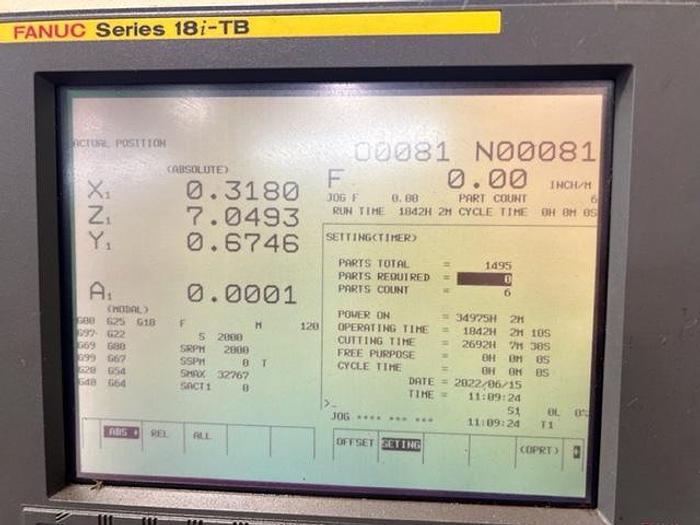 FANUC Series 18i-TB
ACTUAL POSITION
O0081 N00081
(ABSOLUTE)
F 0.00 INCH/M
X1 0.3180
JOG F 0.00 PART COUNT 6
Z1 7.0493
RUN TIME 1842H 2M CYCLE TIME 0H 0M 0S
Y1 0.6746
SETTING(TIMER)
PARTS TOTAL = 1495
PARTS REQUIRED = 0
PARTS COUNT = 6
A1 0.0001
(MODAL)
G00 G25 G18 F M 120
G97 G22 S 2000
G69 G80 SRPM 2000
G99 G67 SSPM 0 T
G20 G54 SMAX 32767
G40 G64 SACT1 0
POWER ON = 34975H 2M
OPERATING TIME = 1842H 2M 10S
CUTTING TIME = 2692H 7M 38S
FREE PURPOSE = 0H 0M 0S
CYCLE TIME = 0H 0M 0S
DATE = 2022/06/15
TIME = 11:09:24
>_
S1 0L 0%
JOG **** *** *** 11:09:24 T1
ABS REL ALL
OFFSET SETING (OPRT)